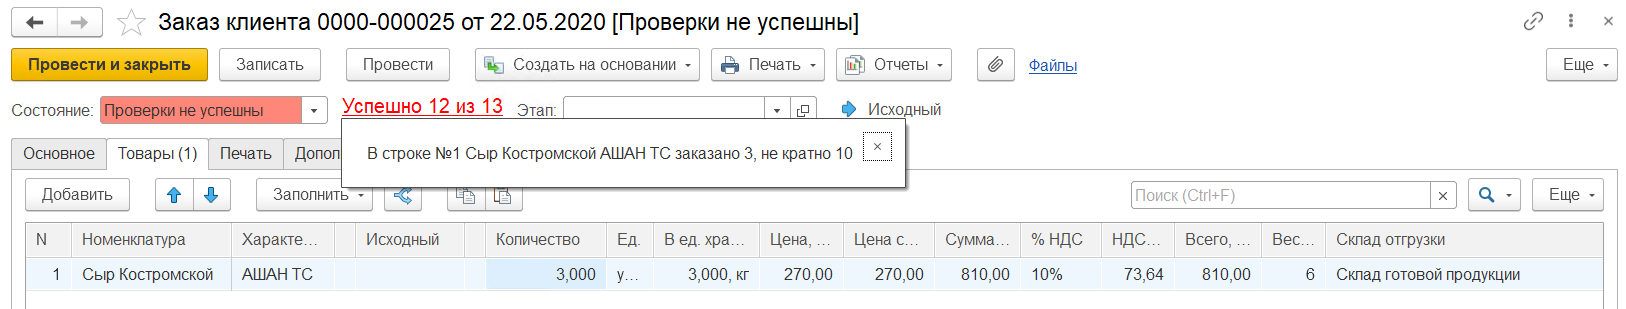 Заказ клиента 0000-000025 от 22.05.2020 [Проверки не успешны]
Провести и закрыть Записать Провести Создать на основании Печать Отчеты Файлы Еще
Состояние: Проверки не успешны Успешно 12 из 13 Этап: Исходный
Основное Товары (1) Печать Допол
В строке №1 Сыр Костромской АШАН ТС заказано 3, не кратно 10
Добавить Заполнить Поиск (Ctrl+F) Еще
N Номенклатура Характе... Исходный Количество Ед. В ед. хра... Цена, ... Цена с... Сумма... % НДС НДС... Всего, ... Вес... Склад отгрузки
1 Сыр Костромской АШАН ТС 3,000 у... 3,000, кг 270,00 270,00 810,00 10% 73,64 810,00 6 Склад готовой продукции